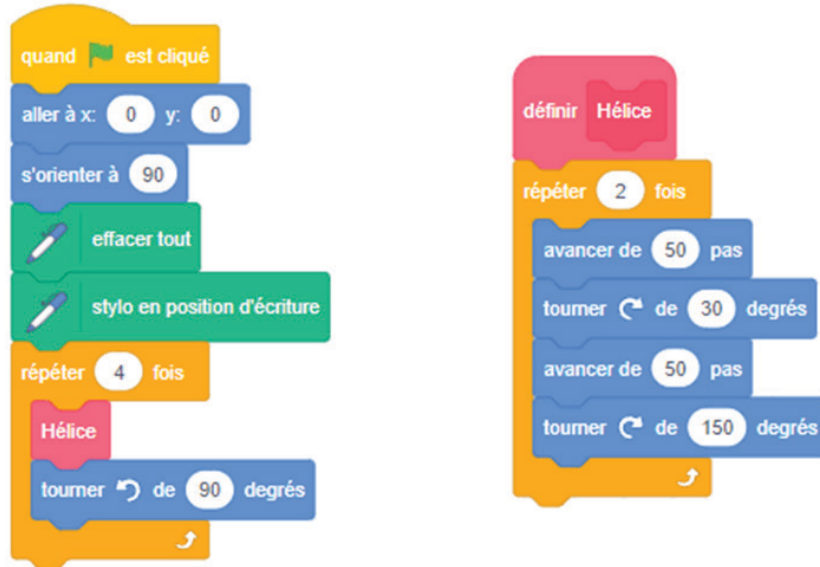 quand est cliqué
aller à x: 0 y: 0
s'orienter à 90
effacer tout
stylo en position d'écriture
répéter 4 fois
Hélice
tourner de 90 degrés
définir Hélice
répéter 2 fois
avancer de 50 pas
tourner de 30 degrés
avancer de 50 pas
tourner de 150 degrés